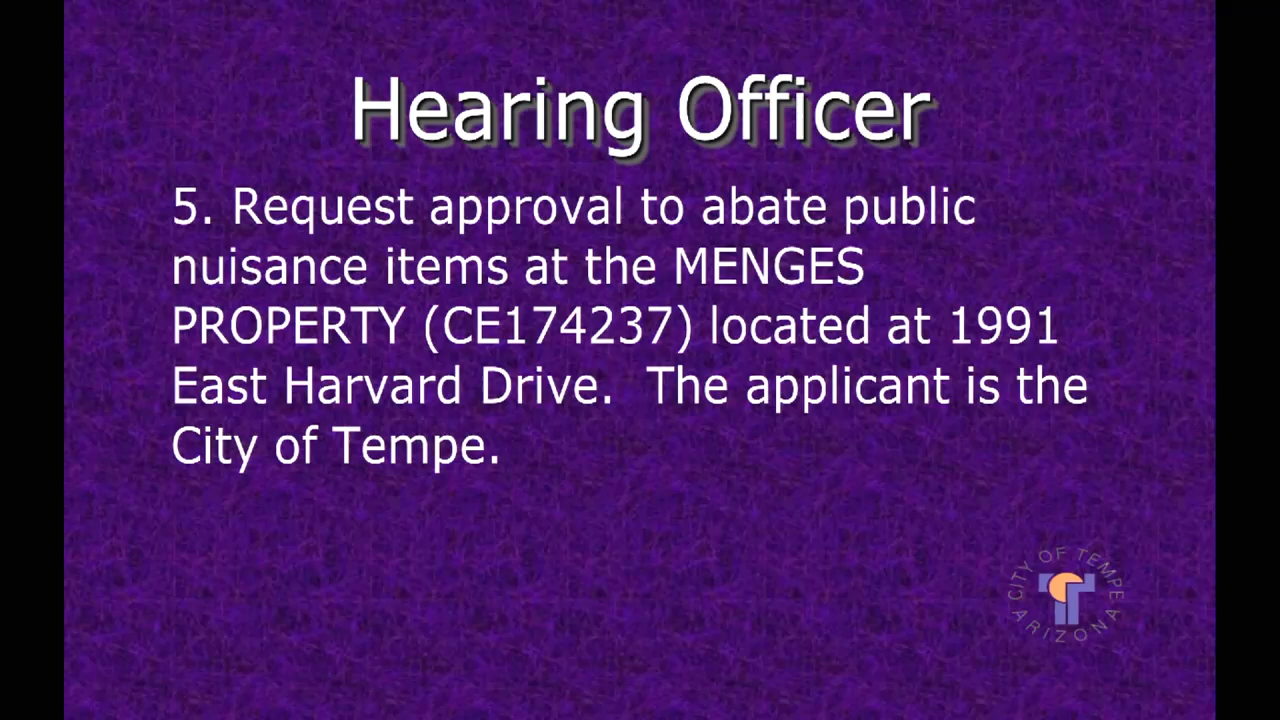 Hearing Officer
5. Request approval to abate public
nuisance items at the MENGES
PROPERTY (CE174237) located at 1991
East Harvard Drive.  The applicant is the
City of Tempe.
CITY OF TEMPE
ARIZONA